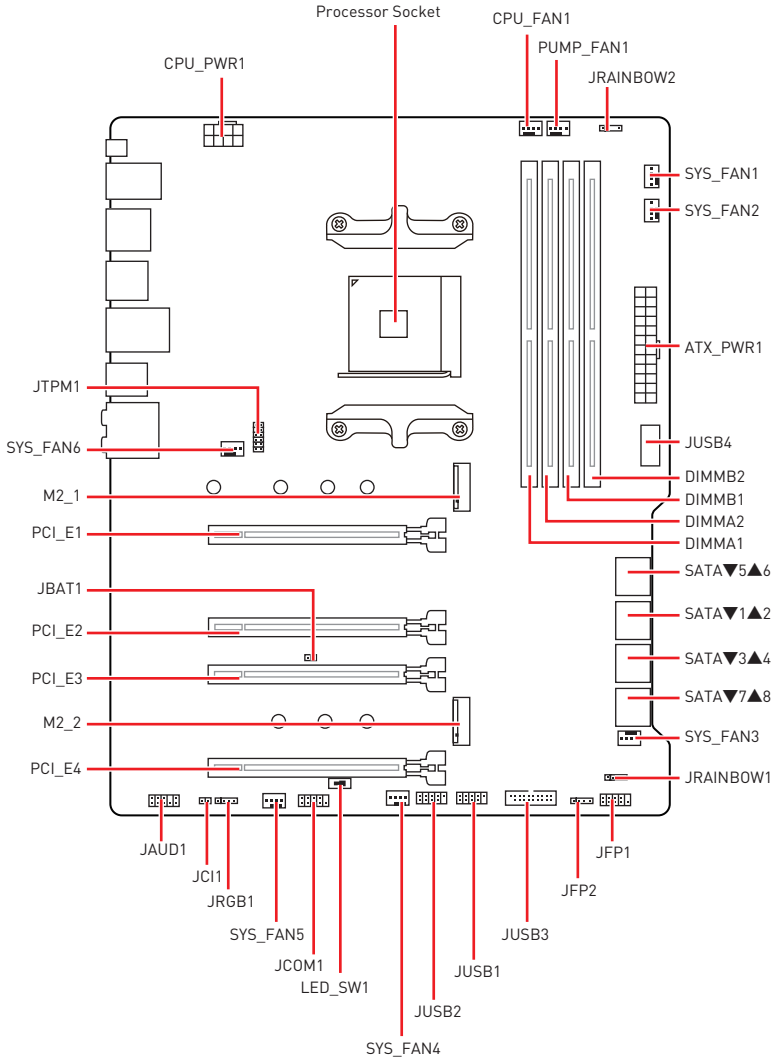 Processor Socket
CPU_FAN1
PUMP_FAN1
CPU_PWR1
JRAINBOW2
SYS_FAN1
SYS_FAN2
ATX_PWR1
JTPM1
SYS_FAN6
JUSB4
M2_1
DIMMB2
DIMMB1
PCI_E1
DIMMA2
DIMMA1
SATA▼5▲6
JBAT1
SATA▼1▲2
PCI_E2
SATA▼3▲4
PCI_E3
SATA▼7▲8
M2_2
SYS_FAN3
PCI_E4
JRAINBOW1
JAUD1
JFP1
JCI1
JFP2
JRGB1
SYS_FAN5
JUSB3
JCOM1
JUSB1
LED_SW1
JUSB2
SYS_FAN4